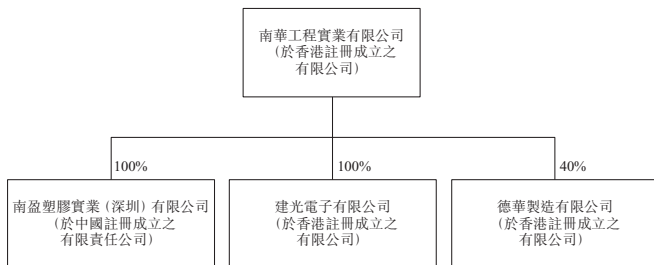 南華工程實業有限公司
（於香港註冊成立之
有限公司）
100%
100%
40%
南盈塑膠實業（深圳）有限公司
（於中國註冊成立之
有限責任公司）
建光電子有限公司
（於香港註冊成立之
有限公司）
德華製造有限公司
（於香港註冊成立之
有限公司）